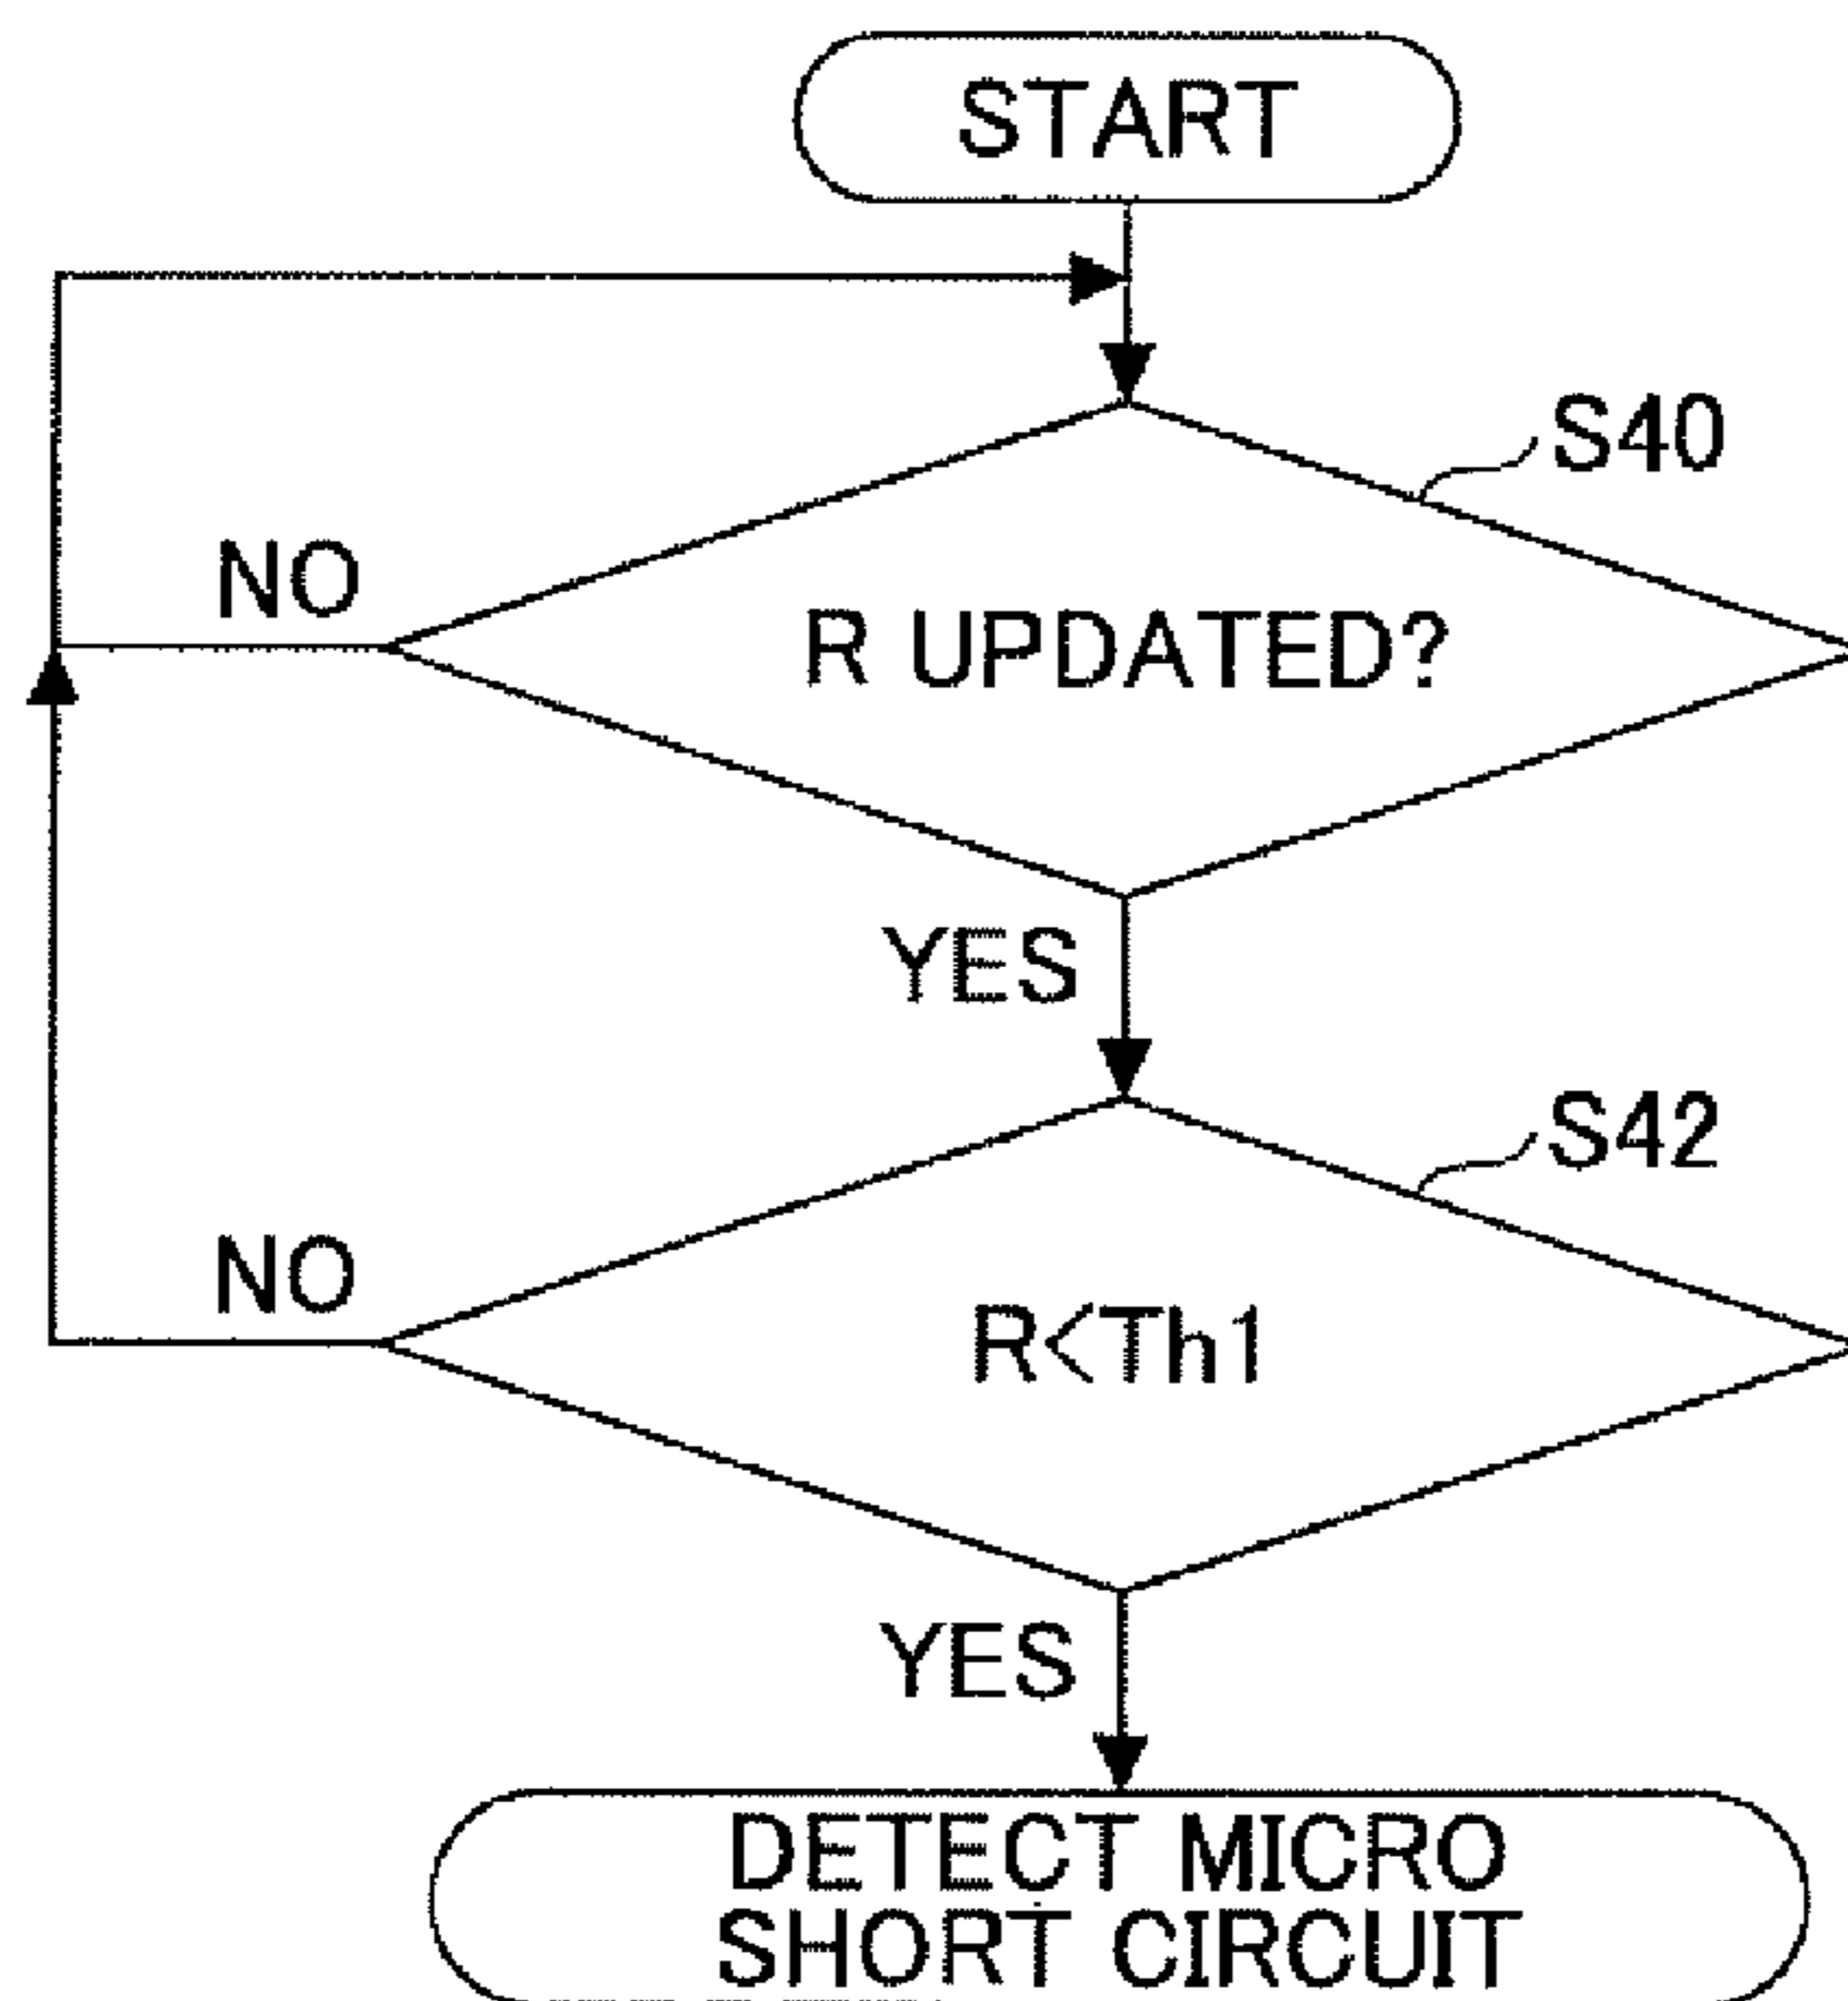 START
S40
NO
R UPDATED?
YES
S42
NO
R<Th1
YES
DETECT MICRO
SHORT CIRCUIT